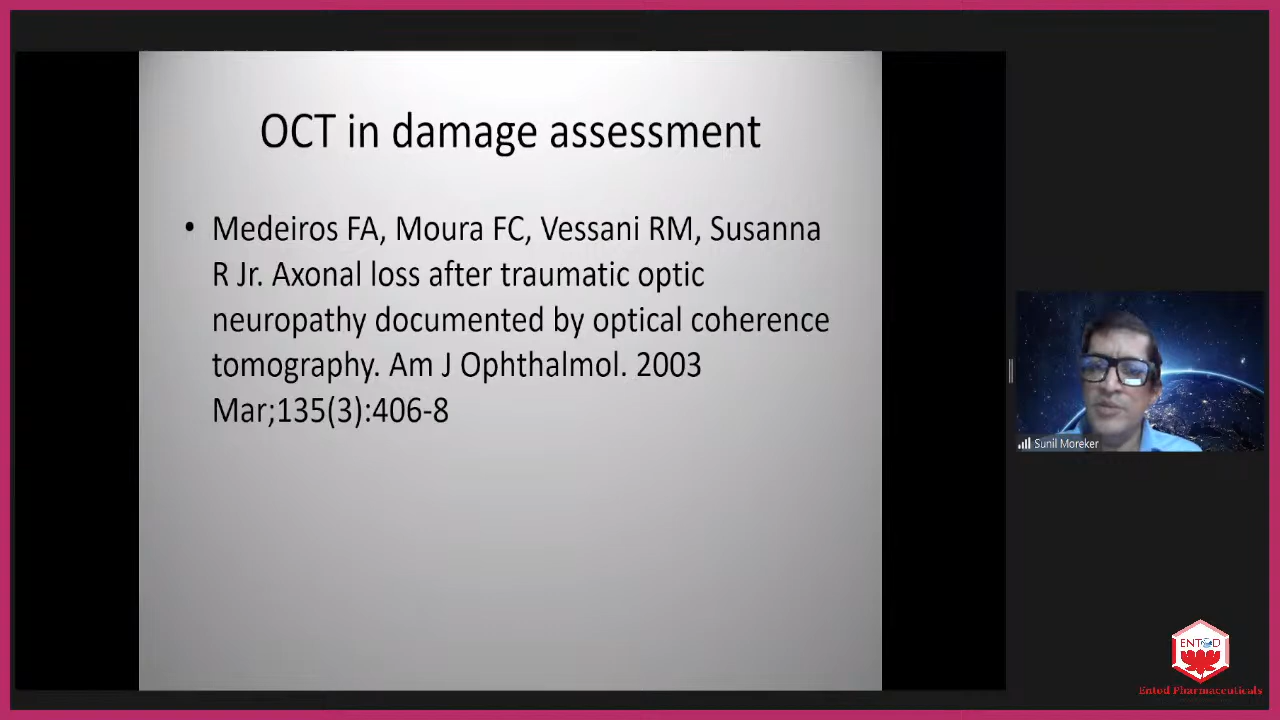 OCT in damage assessment
• Medeiros FA, Moura FC, Vessani RM, Susanna
R Jr. Axonal loss after traumatic optic
neuropathy documented by optical coherence
tomography. Am J Ophthalmol. 2003
Mar;135(3):406-8
Sunil Moreker
ENTOD
Entod Pharmaceuticals